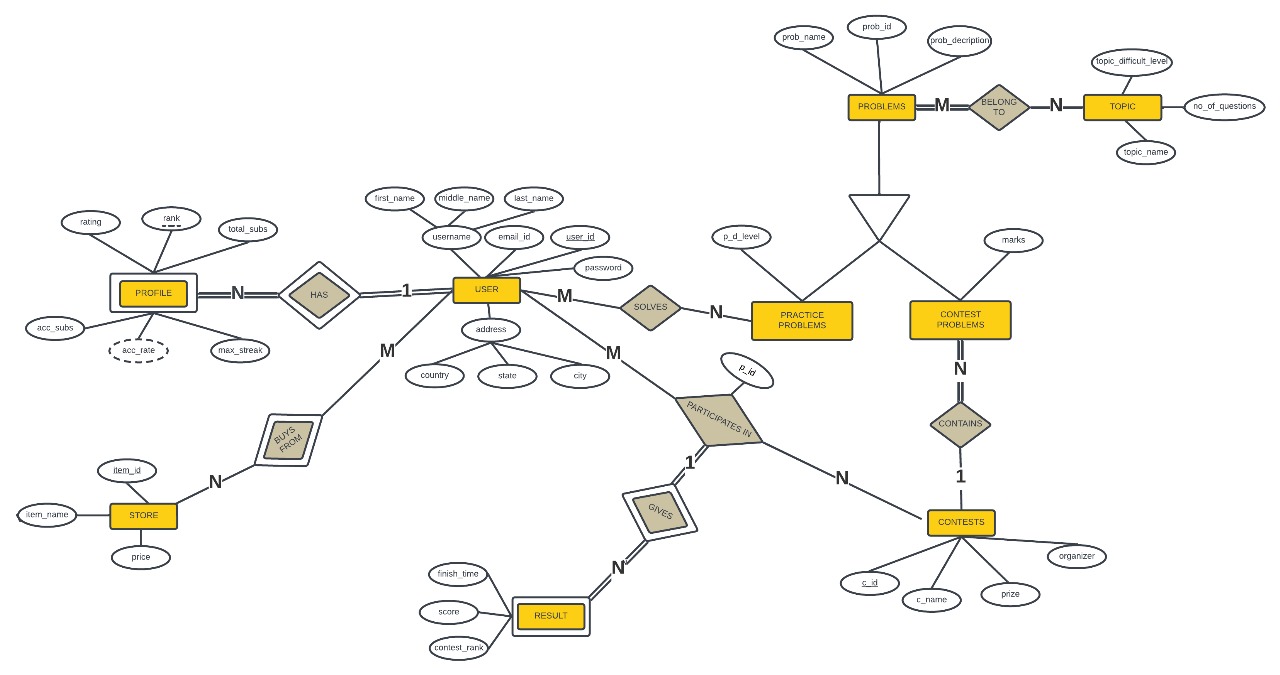 prob_id
prob_name
prob_decription
topic_difficult_level
PROBLEMS
M
BELONG
TO
N
TOPIC
no_of_questions
topic_name
first_name
middle_name
last_name
rating
rank
total_subs
username
email_id
user_id
password
p_d_level
marks
PROFILE
N
HAS
1
USER
M
SOLVES
N
PRACTICE
PROBLEMS
CONTEST
PROBLEMS
acc_subs
acc_rate
max_streak
address
country
state
city
M
M
p_id
N
PARTICIPATES IN
CONTAINS
BUYS
FROM
item_id
N
1
N
1
item_name
STORE
price
GIVES
CONTESTS
organizer
c_id
c_name
prize
N
finish_time
score
contest_rank
RESULT